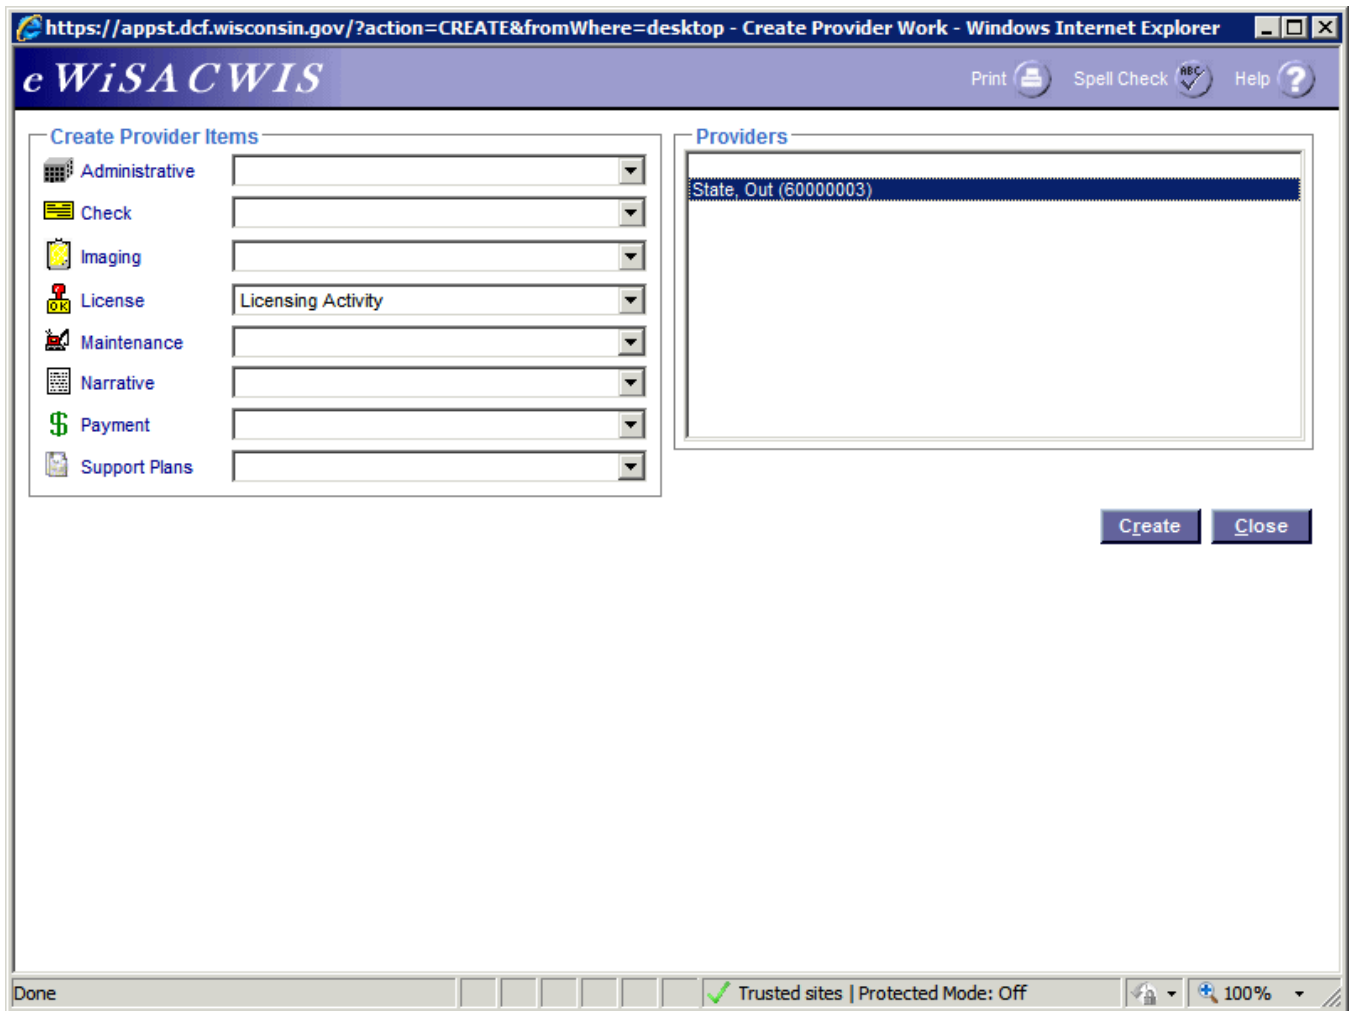 https://appst.dcf.wisconsin.gov/?action=CREATE&fromWhere=desktop - Create Provider Work - Windows Internet Explorer
e WiSACWIS
Print
Spell Check
ABC
Help
?
Create Provider Items
Administrative
Check
Imaging
OK
License
Licensing Activity
Maintenance
Narrative
$ Payment
Support Plans
Providers
State, Out (60000003)
Create
Close
Done
Trusted sites | Protected Mode: Off
100%